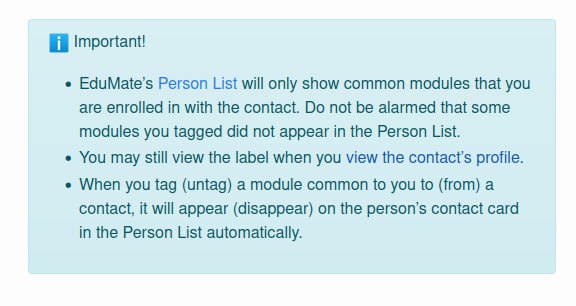 Important!
EduMate’s Person List will only show common modules that you
are enrolled in with the contact. Do not be alarmed that some
modules you tagged did not appear in the Person List.
You may still view the label when you view the contact’s profile.
When you tag (untag) a module common to you to (from) a
contact, it will appear (disappear) on the person’s contact card
in the Person List automatically.